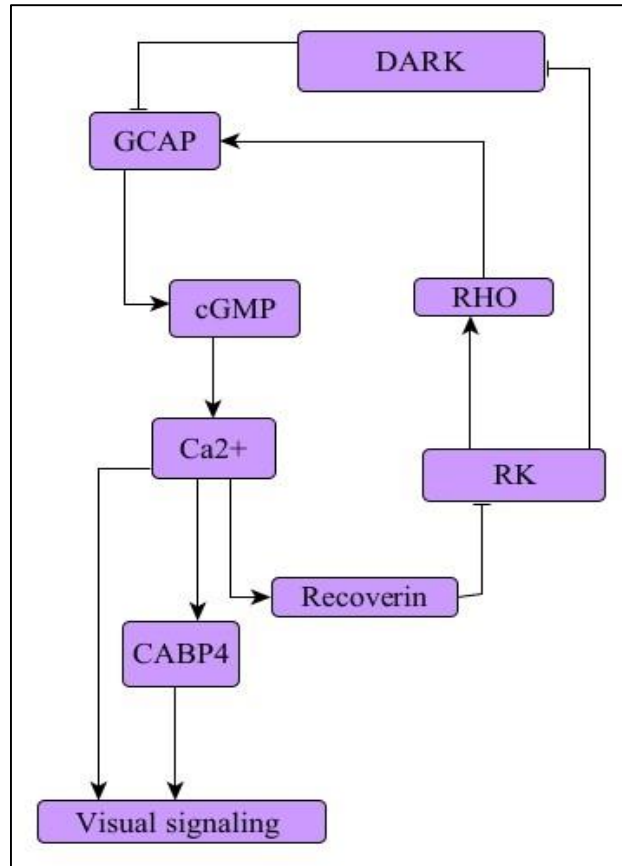 DARK
GCAP
RHO
cGMP
Ca2+
RK
Recoverin
CABP4
Visual signaling